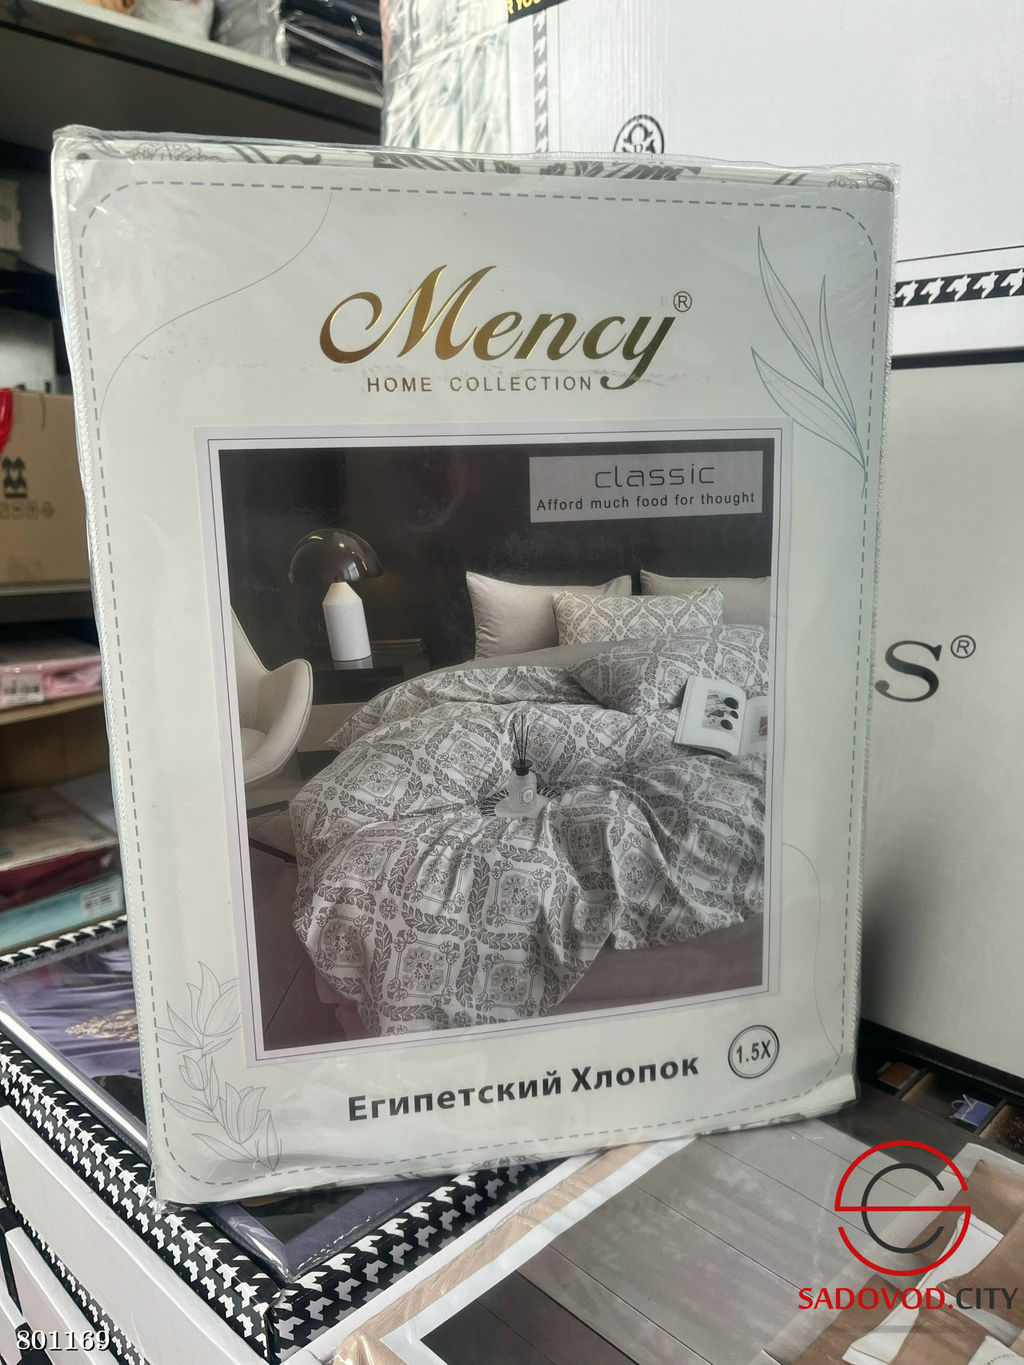 Mency®
HOME COLLECTION
classic
Afford much food for thought
S®
Египетский Хлопок
1.5X
SADOVOD.CITY
801169